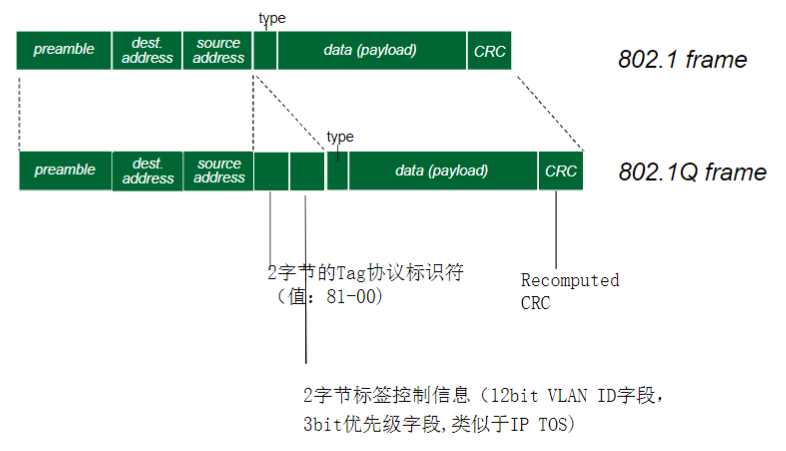 type
preamble
dest.
address
source
address
data (payload)
CRC
802.1 frame
type
preamble
dest.
address
source
address
data (payload)
CRC
802.1Q frame
2字节的Tag协议标识符
（值: 81-00)
Recomputed
CRC
2字节标签控制信息（12bit VLAN ID字段，
3bit优先级字段,类似于IP TOS)